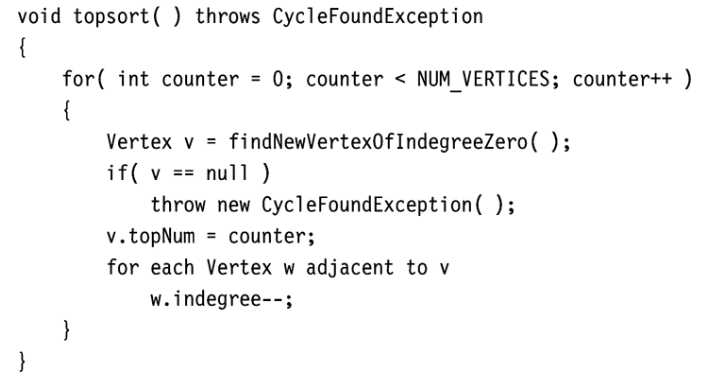 void topsort( ) throws CycleFoundException
{
    for( int counter = 0; counter < NUM_VERTICES; counter++ )
    {
        Vertex v = findNewVertexOfIndegreeZero( );
        if( v == null )
            throw new CycleFoundException( );
        v.topNum = counter;
        for each Vertex w adjacent to v
            w.indegree--;
    }
}